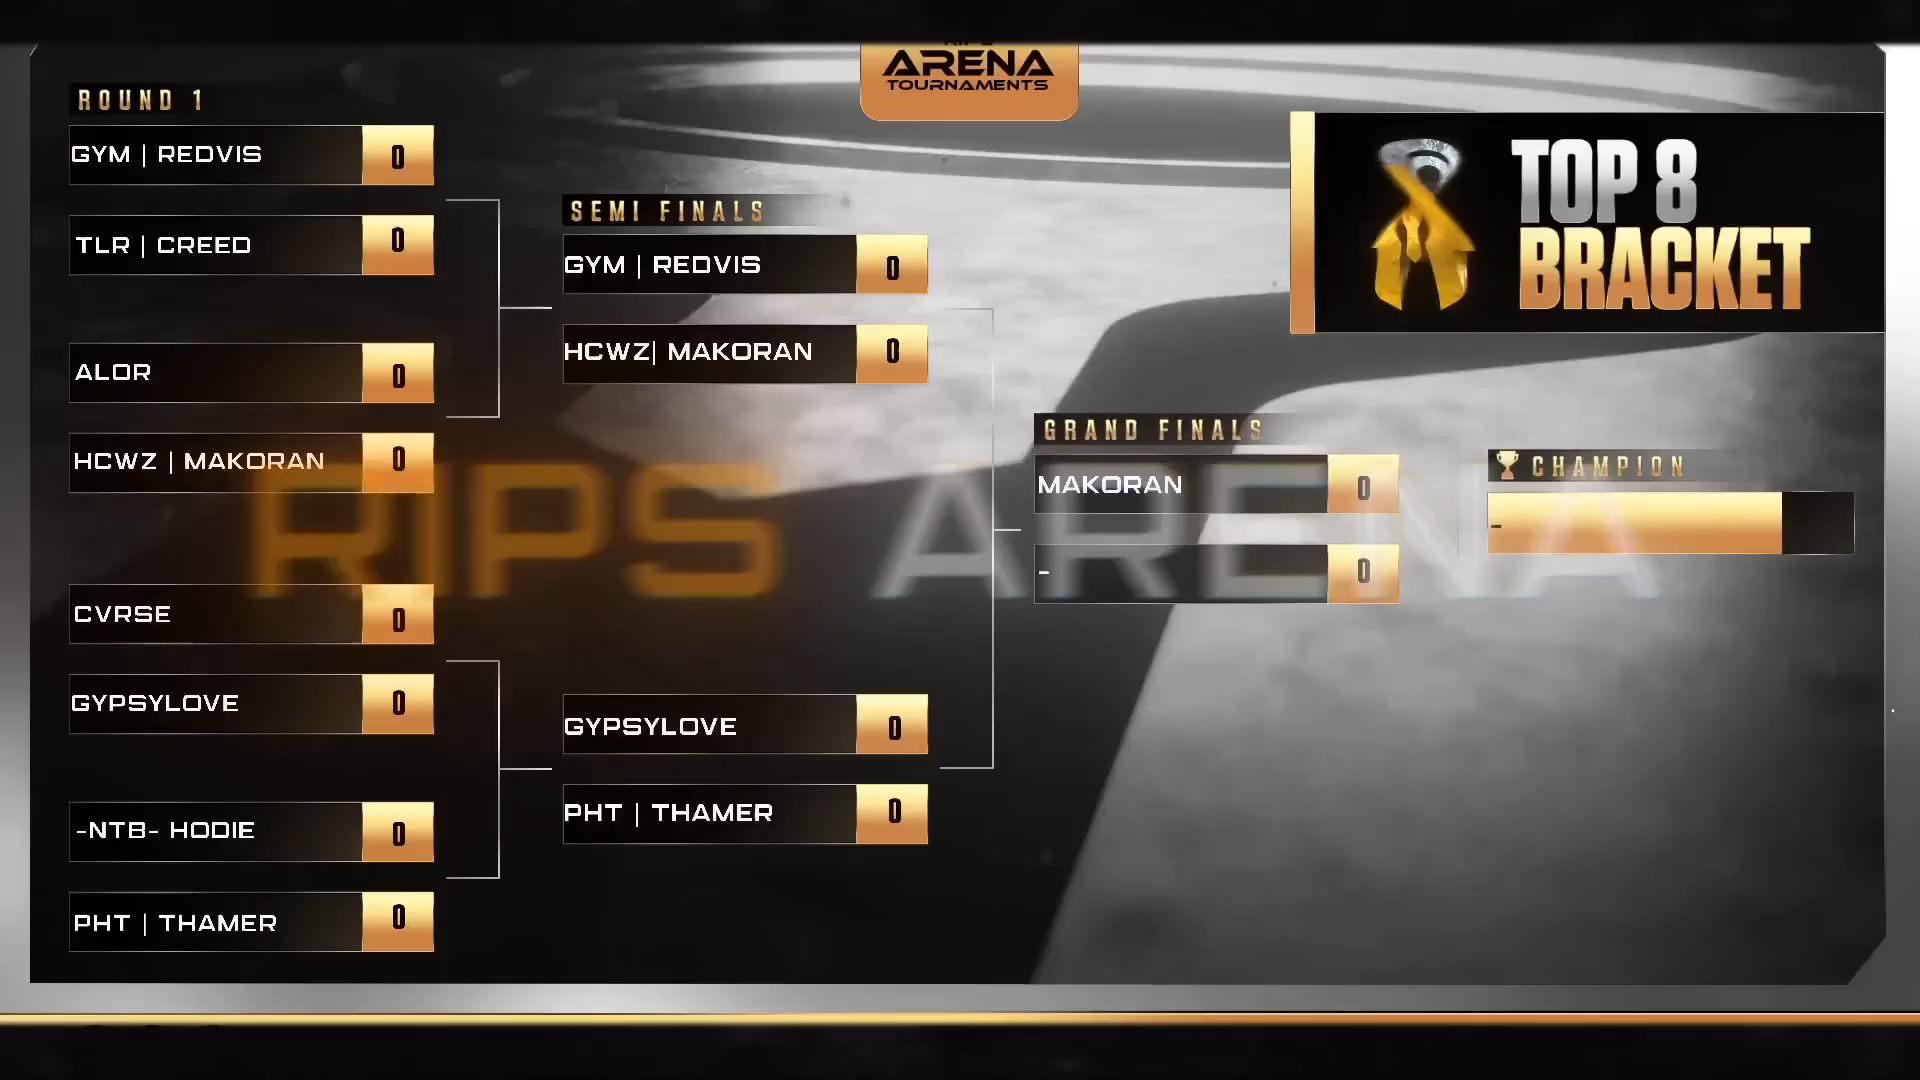 ARENA
TOURNAMENTS
ROUND 1
GYM | REDVIS 0
TLR | CREED 0
ALOR 0
HCWZ | MAKORAN 0
CVRSE 0
GYPSYLOVE 0
-NTB- HODIE 0
PHT | THAMER 0
SEMI FINALS
GYM | REDVIS 0
HCWZ| MAKORAN 0
GYPSYLOVE 0
PHT | THAMER 0
GRAND FINALS
MAKORAN 0
- 0
CHAMPION
-
TOP 8
BRACKET
RIPS ARENA